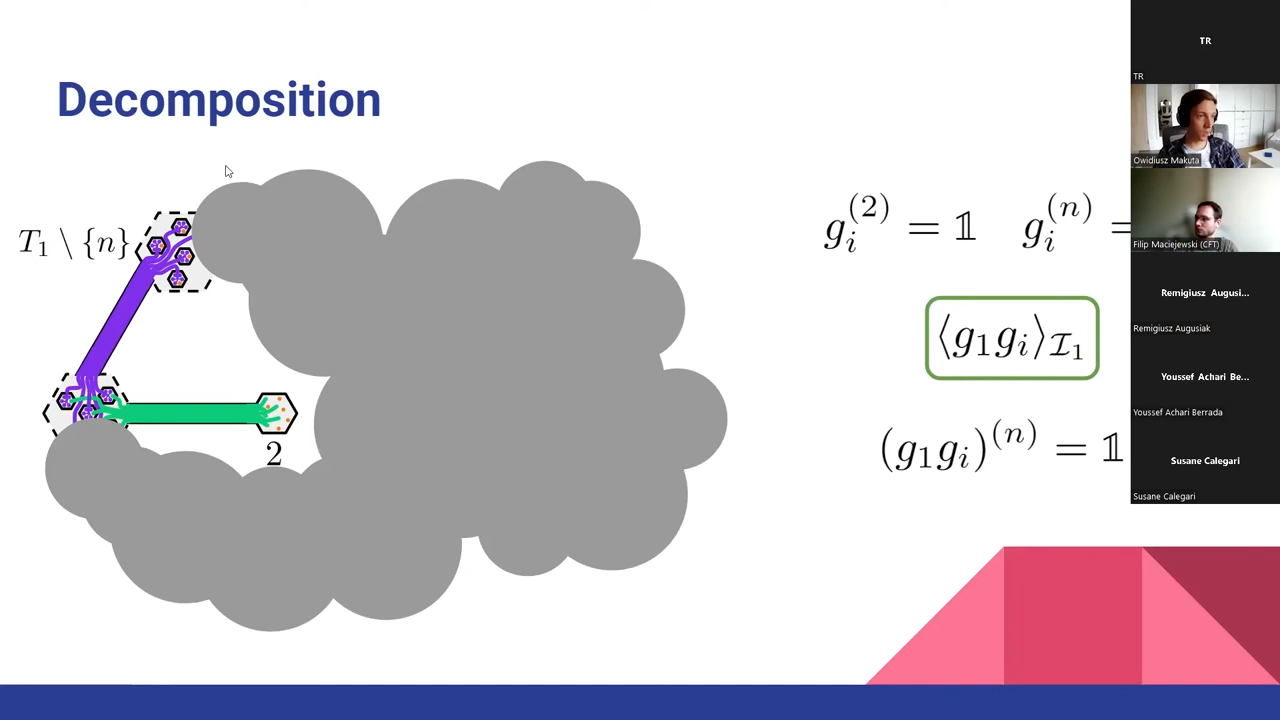 Decomposition
T₁ \ {n}
2
g_i^{(2)} = 𝟙 g_i^{(n)} =
⟨g₁g_i⟩_{ℐ₁}
(g₁g_i)^{(n)} = 𝟙
TR
TR
Owidiusz Makuta
Filip Maciejewski (CFT)
Remigiusz Augusi...
Remigiusz Augusiak
Youssef Achari Be...
Youssef Achari Berrada
Susane Calegari
Susane Calegari